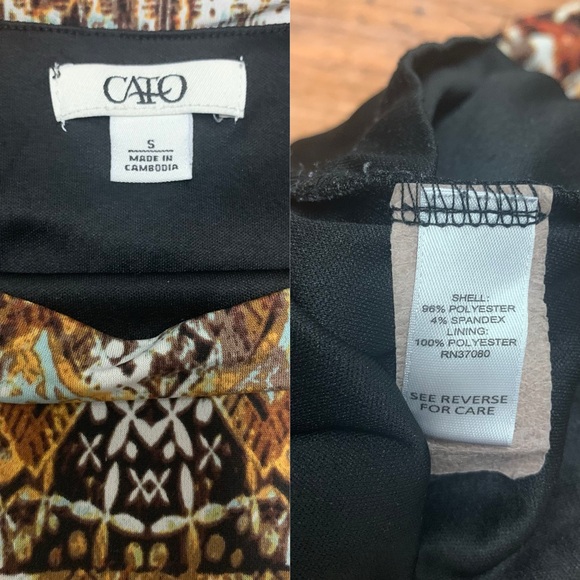 CATO
S
MADE IN
CAMBODIA
SHELL:
96% POLYESTER
4% SPANDEX
LINING:
100% POLYESTER
RN37080
SEE REVERSE
FOR CARE